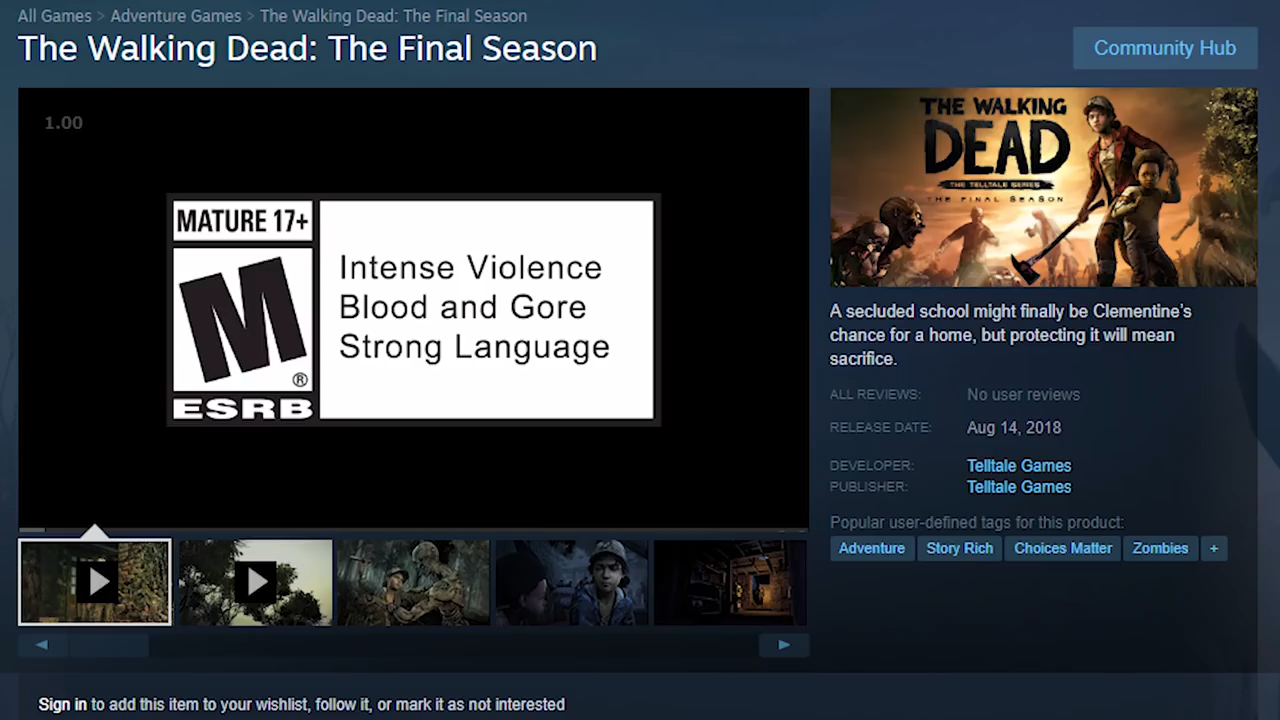 All Games > Adventure Games > The Walking Dead: The Final Season
The Walking Dead: The Final Season
Community Hub
1.00
MATURE 17+
M
®
ESRB
Intense Violence
Blood and Gore
Strong Language
THE WALKING
DEAD
THE TELLTALE SERIES
THE FINAL SEASON
A secluded school might finally be Clementine's
chance for a home, but protecting it will mean
sacrifice.
ALL REVIEWS: No user reviews
RELEASE DATE: Aug 14, 2018
DEVELOPER: Telltale Games
PUBLISHER: Telltale Games
Popular user-defined tags for this product:
Adventure Story Rich Choices Matter Zombies +
Sign in to add this item to your wishlist, follow it, or mark it as not interested